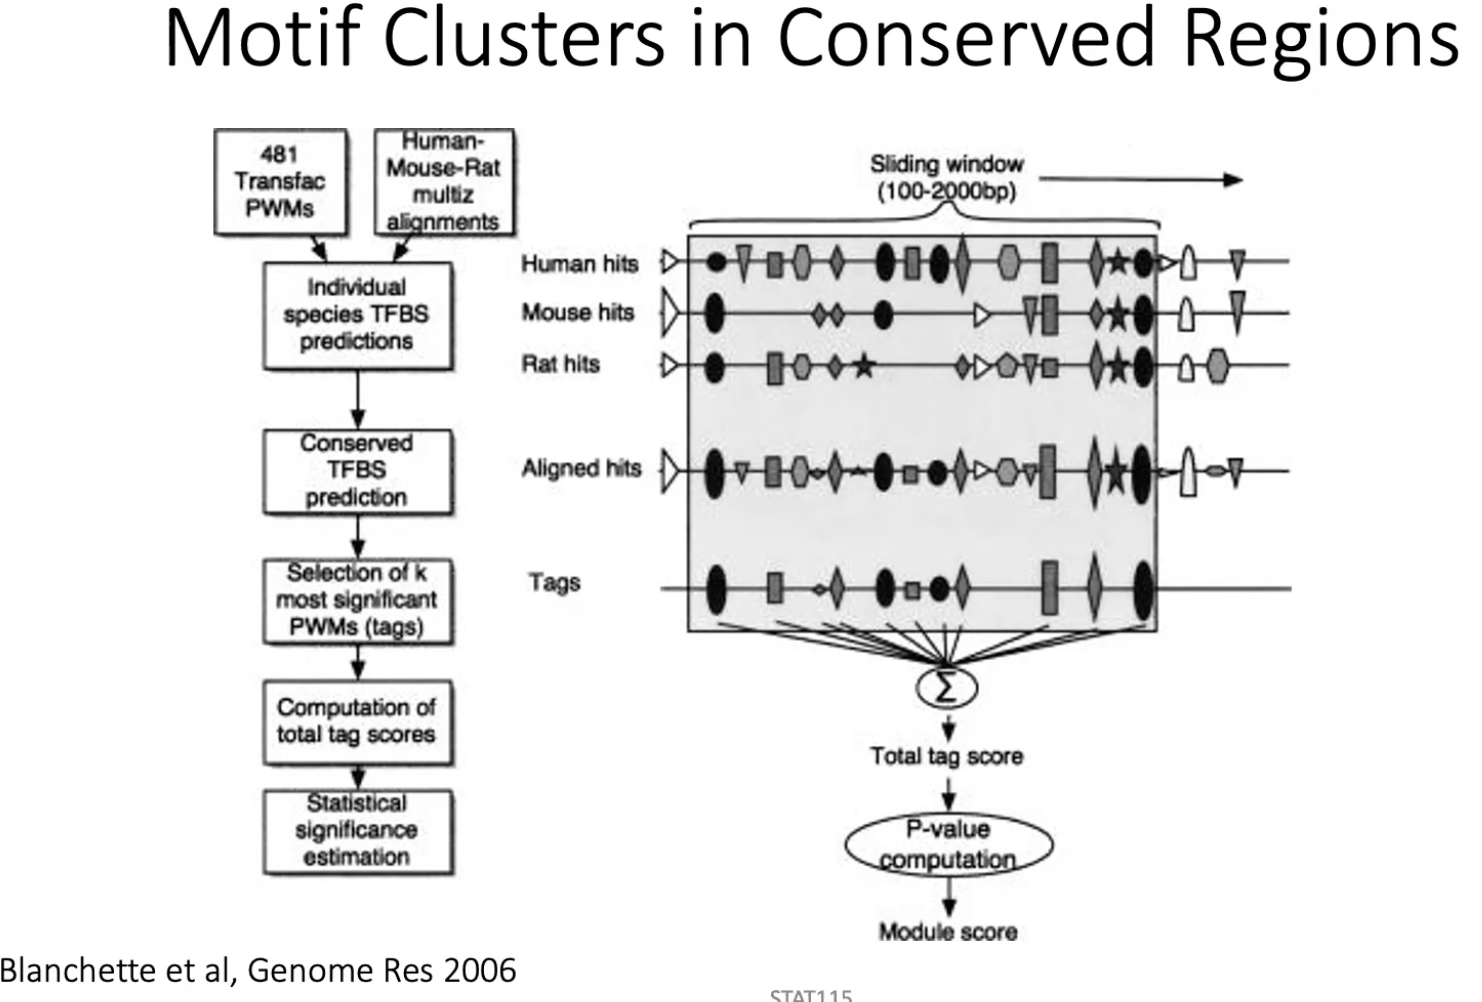 Motif Clusters in Conserved Regions
481
Transfac
PWMs
Human-
Mouse-Rat
multiz
alignments
Individual
species TFBS
predictions
Conserved
TFBS
prediction
Selection of k
most significant
PWMs (tags)
Computation of
total tag scores
Statistical
significance
estimation
Sliding window
(100-2000bp)
Human hits
Mouse hits
Rat hits
Aligned hits
Tags
Σ
Total tag score
P-value
computation
Module score
Blanchette et al, Genome Res 2006
STAT115